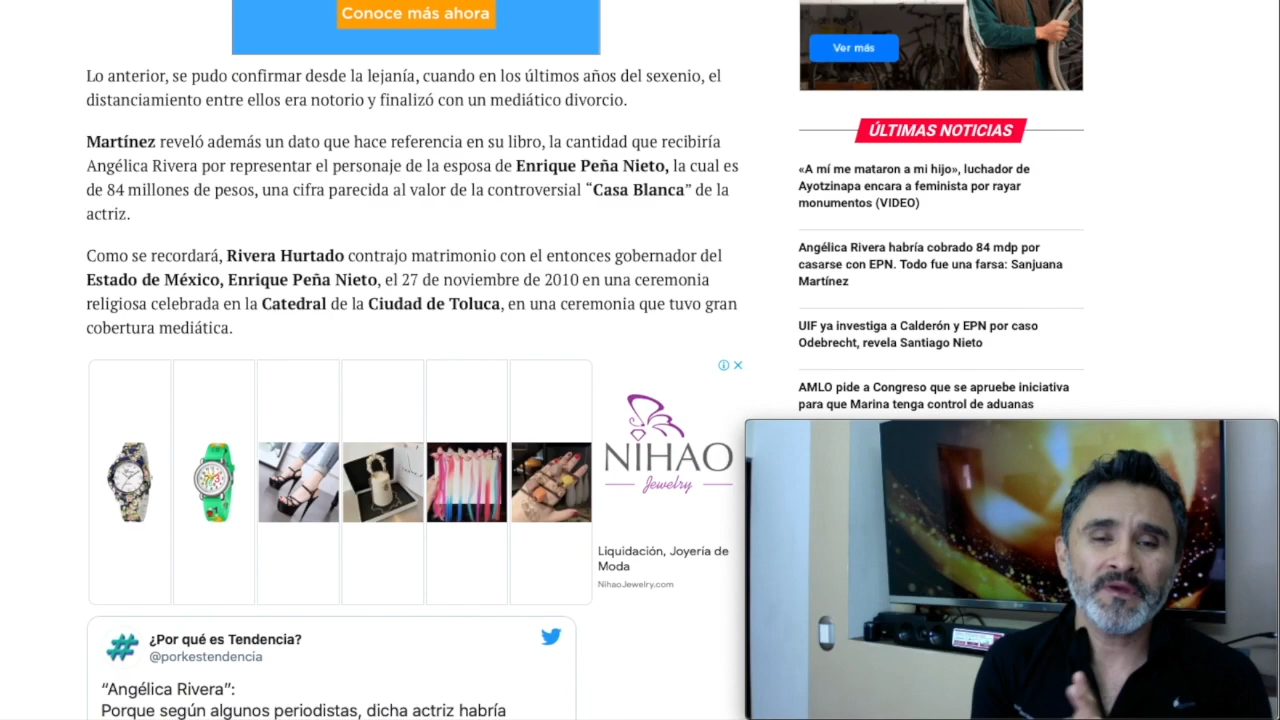 Conoce más ahora
Lo anterior, se pudo confirmar desde la lejanía, cuando en los últimos años del sexenio, el
distanciamiento entre ellos era notorio y finalizó con un mediático divorcio.
Martínez reveló además un dato que hace referencia en su libro, la cantidad que recibiría
Angélica Rivera por representar el personaje de la esposa de Enrique Peña Nieto, la cual es
de 84 millones de pesos, una cifra parecida al valor de la controversial “Casa Blanca” de la
actriz.
Como se recordará, Rivera Hurtado contrajo matrimonio con el entonces gobernador del
Estado de México, Enrique Peña Nieto, el 27 de noviembre de 2010 en una ceremonia
religiosa celebrada en la Catedral de la Ciudad de Toluca, en una ceremonia que tuvo gran
cobertura mediática.
NIHAO
Jewelry
Liquidación, Joyería de
Moda
NihaoJewelry.com
¿Por qué es Tendencia?
@porkestendencia
“Angélica Rivera”:
Porque según algunos periodistas, dicha actriz habría
Ver más
ÚLTIMAS NOTICIAS
«A mí me mataron a mi hijo», luchador de
Ayotzinapa encara a feminista por rayar
monumentos (VIDEO)
Angélica Rivera habría cobrado 84 mdp por
casarse con EPN. Todo fue una farsa: Sanjuana
Martínez
UIF ya investiga a Calderón y EPN por caso
Odebrecht, revela Santiago Nieto
AMLO pide a Congreso que se apruebe iniciativa
para que Marina tenga control de aduanas